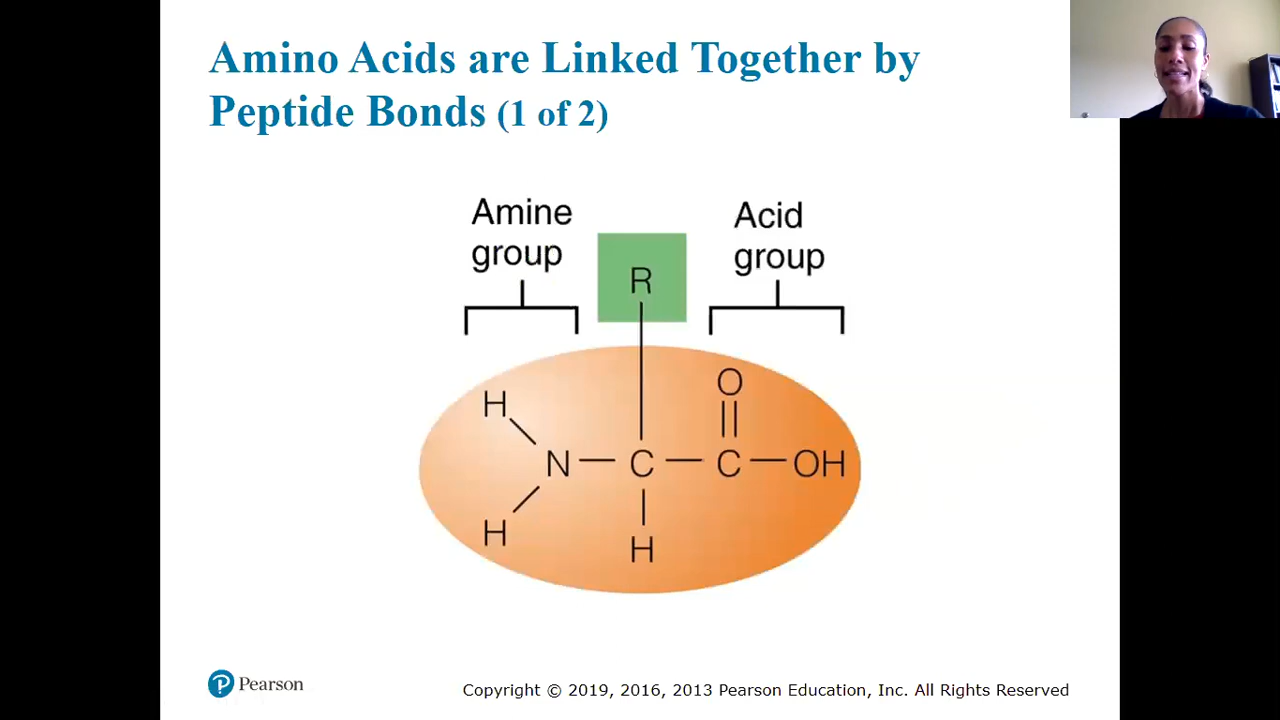 Amino Acids are Linked Together by
Peptide Bonds (1 of 2)
Amine
group
R
Acid
group
O
H
N C C OH
H
H
Pearson
Copyright © 2019, 2016, 2013 Pearson Education, Inc. All Rights Reserved